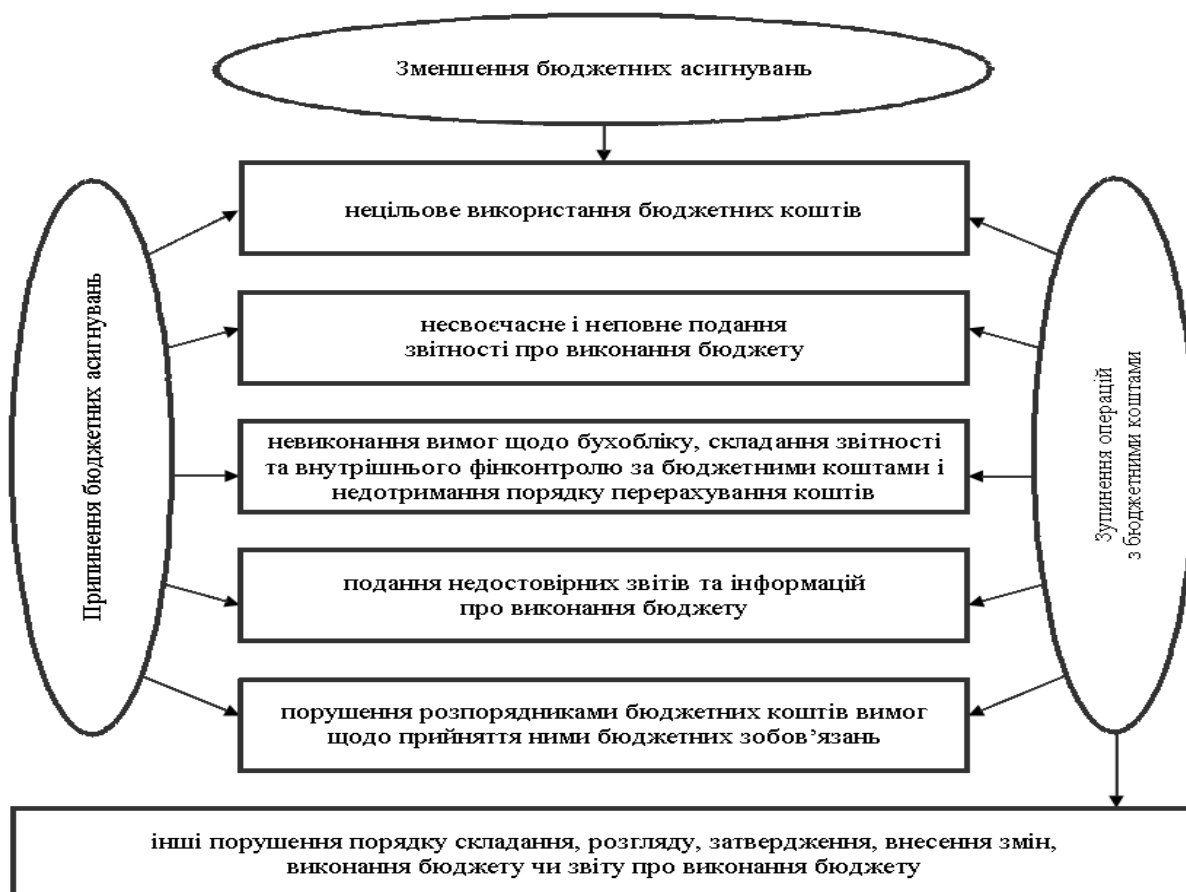 Зменшення бюджетних асигнувань
нецільове використання бюджетних коштів
несвоєчасне і неповне подання
звітності про виконання бюджету
невиконання вимог щодо бухобліку, складання звітності
та внутрішнього фінконтролю за бюджетними коштами і
недотримання порядку перерахування коштів
подання недостовірних звітів та інформацій
про виконання бюджету
порушення розпорядниками бюджетних коштів вимог
щодо прийняття ними бюджетних зобов’язань
Припинення бюджетних асигнувань
Зупинення операцій
з бюджетними коштами
інші порушення порядку складання, розгляду, затвердження, внесення змін,
виконання бюджету чи звіту про виконання бюджету